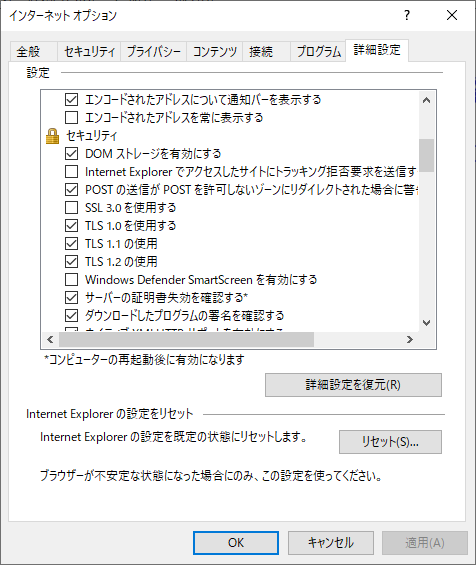 インターネット オプション
全般 セキュリティ プライバシー コンテンツ 接続 プログラム 詳細設定
設定
エンコードされたアドレスについて通知バーを表示する
エンコードされたアドレスを常に表示する
セキュリティ
DOM ストレージを有効にする
Internet Explorer でアクセスしたサイトにトラッキング拒否要求を送信す
POST の送信が POST を許可しないゾーンにリダイレクトされた場合に警告
SSL 3.0 を使用する
TLS 1.0 を使用する
TLS 1.1 の使用
TLS 1.2 の使用
Windows Defender SmartScreen を有効にする
サーバーの証明書失効を確認する*
ダウンロードしたプログラムの署名を確認する
ネイティブ XMLHTTP サポートを有効にする
*コンピューターの再起動後に有効になります
詳細設定を復元(R)
Internet Explorer の設定をリセット
Internet Explorer の設定を既定の状態にリセットします。
リセット(S)...
ブラウザーが不安定な状態になった場合にのみ、この設定を使ってください。
OK キャンセル 適用(A)